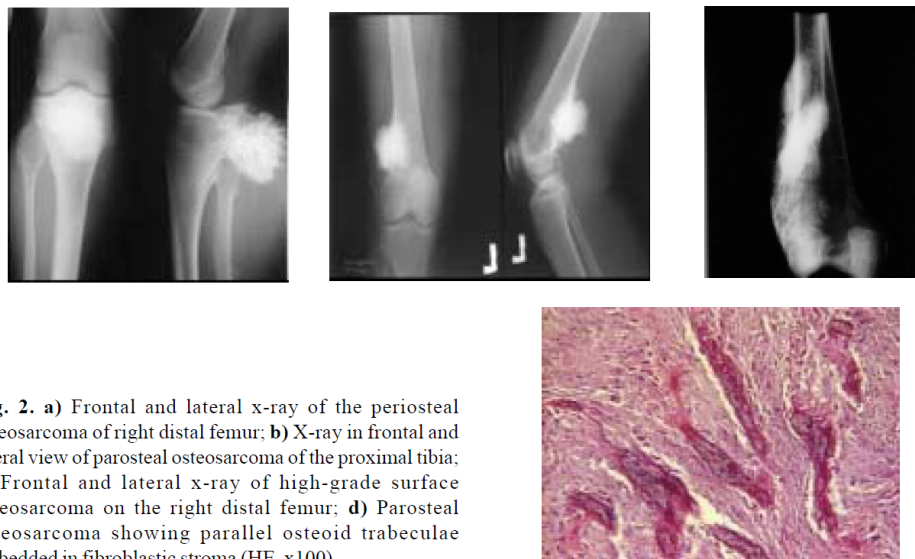 g. 2. a) Frontal and lateral x-ray of the periosteal
eosarcoma of right distal femur; b) X-ray in frontal and
eral view of parosteal osteosarcoma of the proximal tibia;
Frontal and lateral x-ray of high-grade surface
eosarcoma on the right distal femur; d) Parosteal
eosarcoma showing parallel osteoid trabeculae
bedded in fibroblastic stroma (HE, x100)